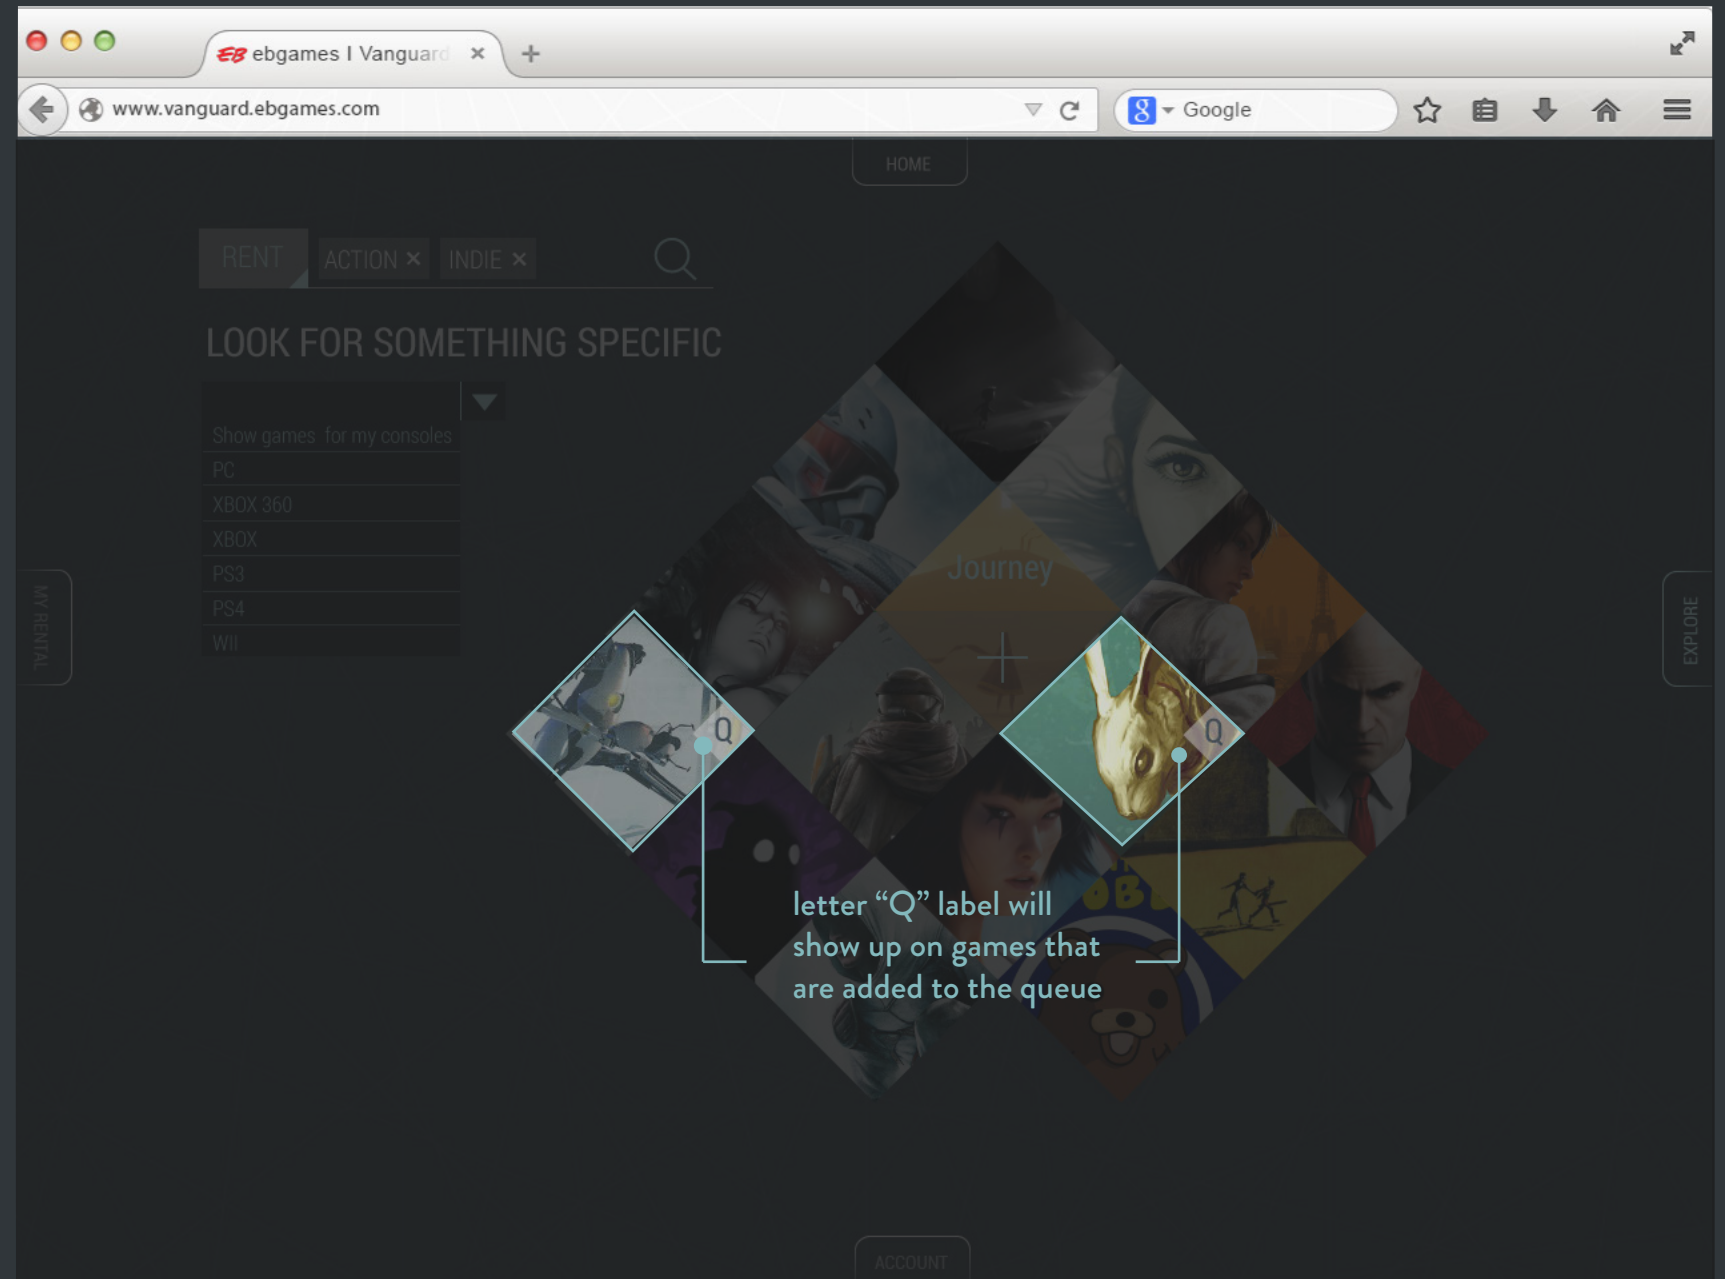 EB ebgames I Vanguard
www.vanguard.ebgames.com
8 Google
HOME
RENT ACTION × INDIE ×
LOOK FOR SOMETHING SPECIFIC
Show games for my consoles
PC
XBOX 360
XBOX
PS3
PS4
WII
MY RENTAL
Journey
EXPLORE
Q
Q
letter “Q” label will
show up on games that
are added to the queue
ACCOUNT